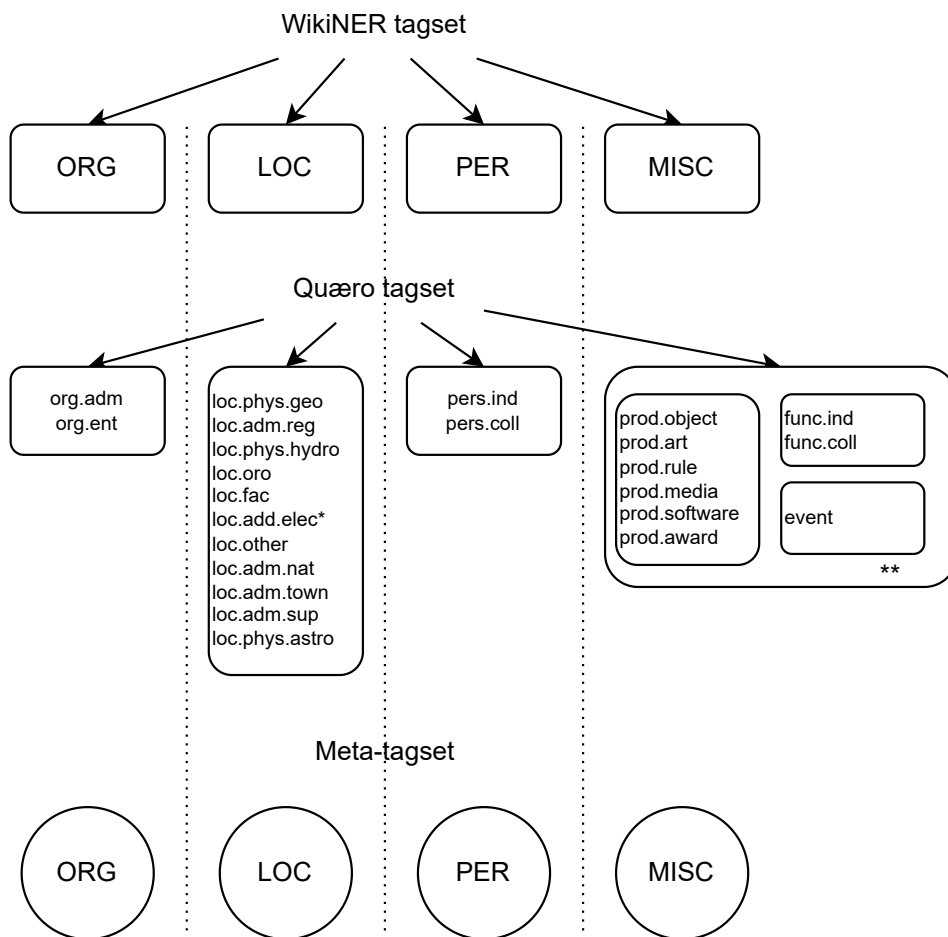 WikiNER tagset
ORG
LOC
PER
MISC
Quæro tagset
org.adm
org.ent
loc.phys.geo
loc.adm.reg
loc.phys.hydro
loc.oro
loc.fac
loc.add.elec*
loc.other
loc.adm.nat
loc.adm.town
loc.adm.sup
loc.phys.astro
pers.ind
pers.coll
prod.object
prod.art
prod.rule
prod.media
prod.software
prod.award
func.ind
func.coll
event
**
Meta-tagset
ORG
LOC
PER
MISC